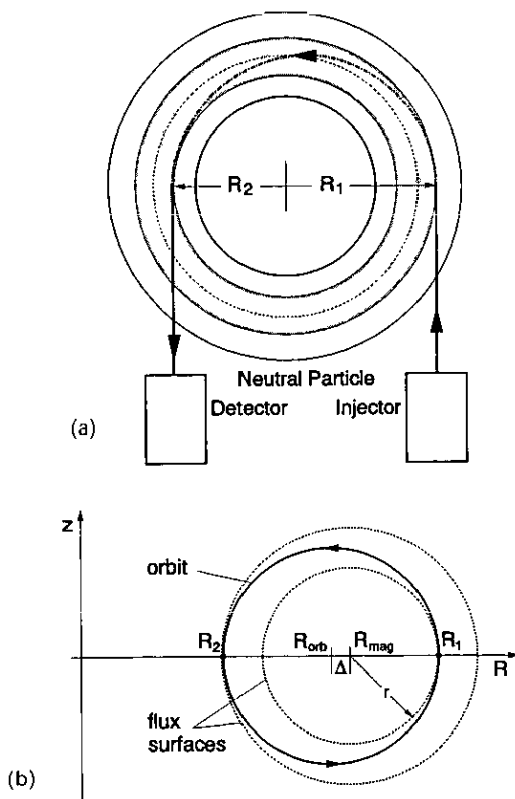 R₂ R₁
Neutral Particle
Detector Injector
(a)
z
orbit
R₂ Rorb Rmag R₁
Δ R
r
flux
surfaces
(b)